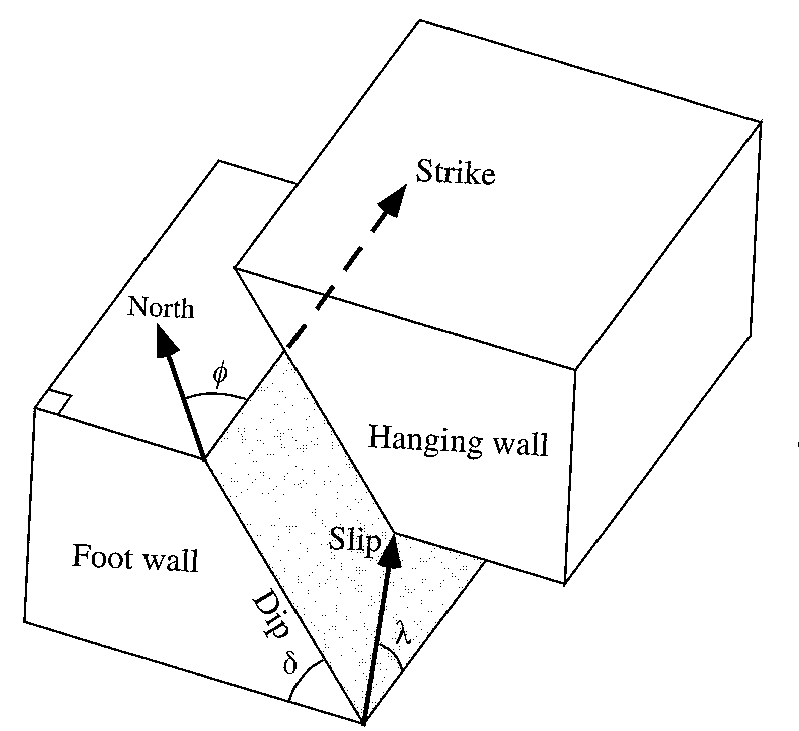 Strike
North
ϕ
Hanging wall
Slip
Foot wall
Dip
λ
δ